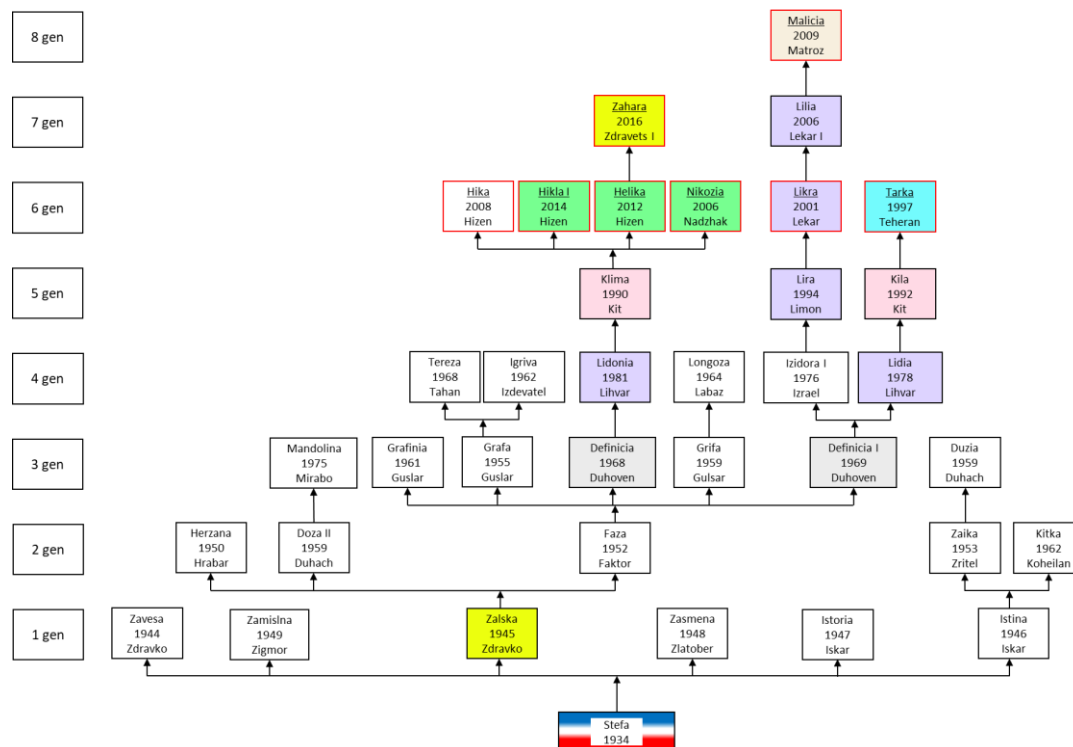 8 gen
Malicia
2009
Matroz
7 gen
Zahara
2016
Zdravets I
Lilia
2006
Lekar I
6 gen
Hika
2008
Hizen
Hikla I
2014
Hizen
Helika
2012
Hizen
Nikozia
2006
Nadzhak
Likra
2001
Lekar
Tarka
1997
Teheran
5 gen
Klima
1990
Kit
Lira
1994
Limon
Kila
1992
Kit
4 gen
Tereza
1968
Tahan
Igriva
1962
Izdevatel
Lidonia
1981
Lihvar
Longoza
1964
Labaz
Izidora I
1976
Izrael
Lidia
1978
Lihvar
3 gen
Mandolina
1975
Mirabo
Grafinia
1961
Guslar
Grafa
1955
Guslar
Definicia
1968
Duhoven
Grifa
1959
Gulsar
Definicia I
1969
Duhoven
Duzia
1959
Duhach
2 gen
Herzana
1950
Hrabar
Doza II
1959
Duhach
Faza
1952
Faktor
Zaika
1953
Zritel
Kitka
1962
Koheilan
1 gen
Zavesa
1944
Zdravko
Zamislna
1949
Zigmor
Zalska
1945
Zdravko
Zasmena
1948
Zlatober
Istoria
1947
Iskar
Istina
1946
Iskar
Stefa
1934